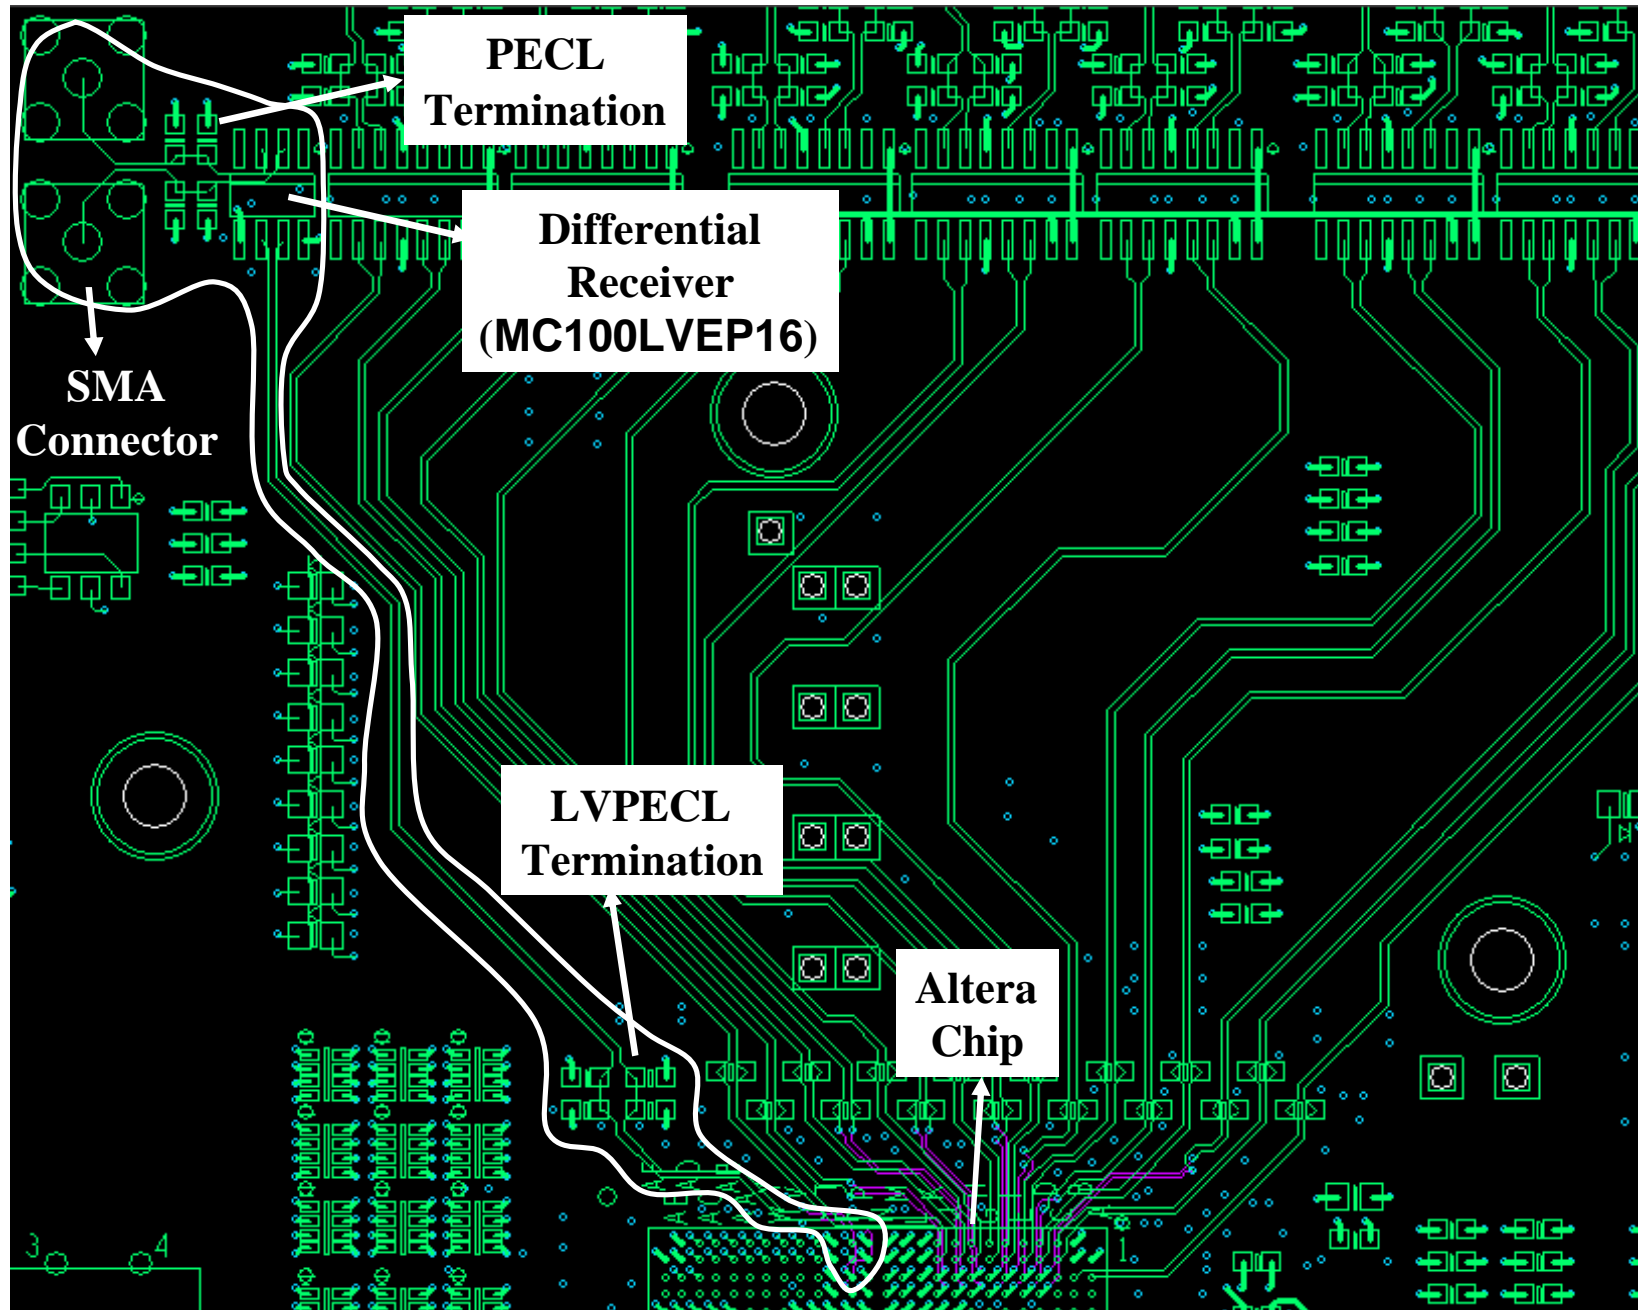 PECL
Termination
Differential
Receiver
(MC100LVEP16)
SMA
Connector
LVPECL
Termination
Altera
Chip
3
4
1